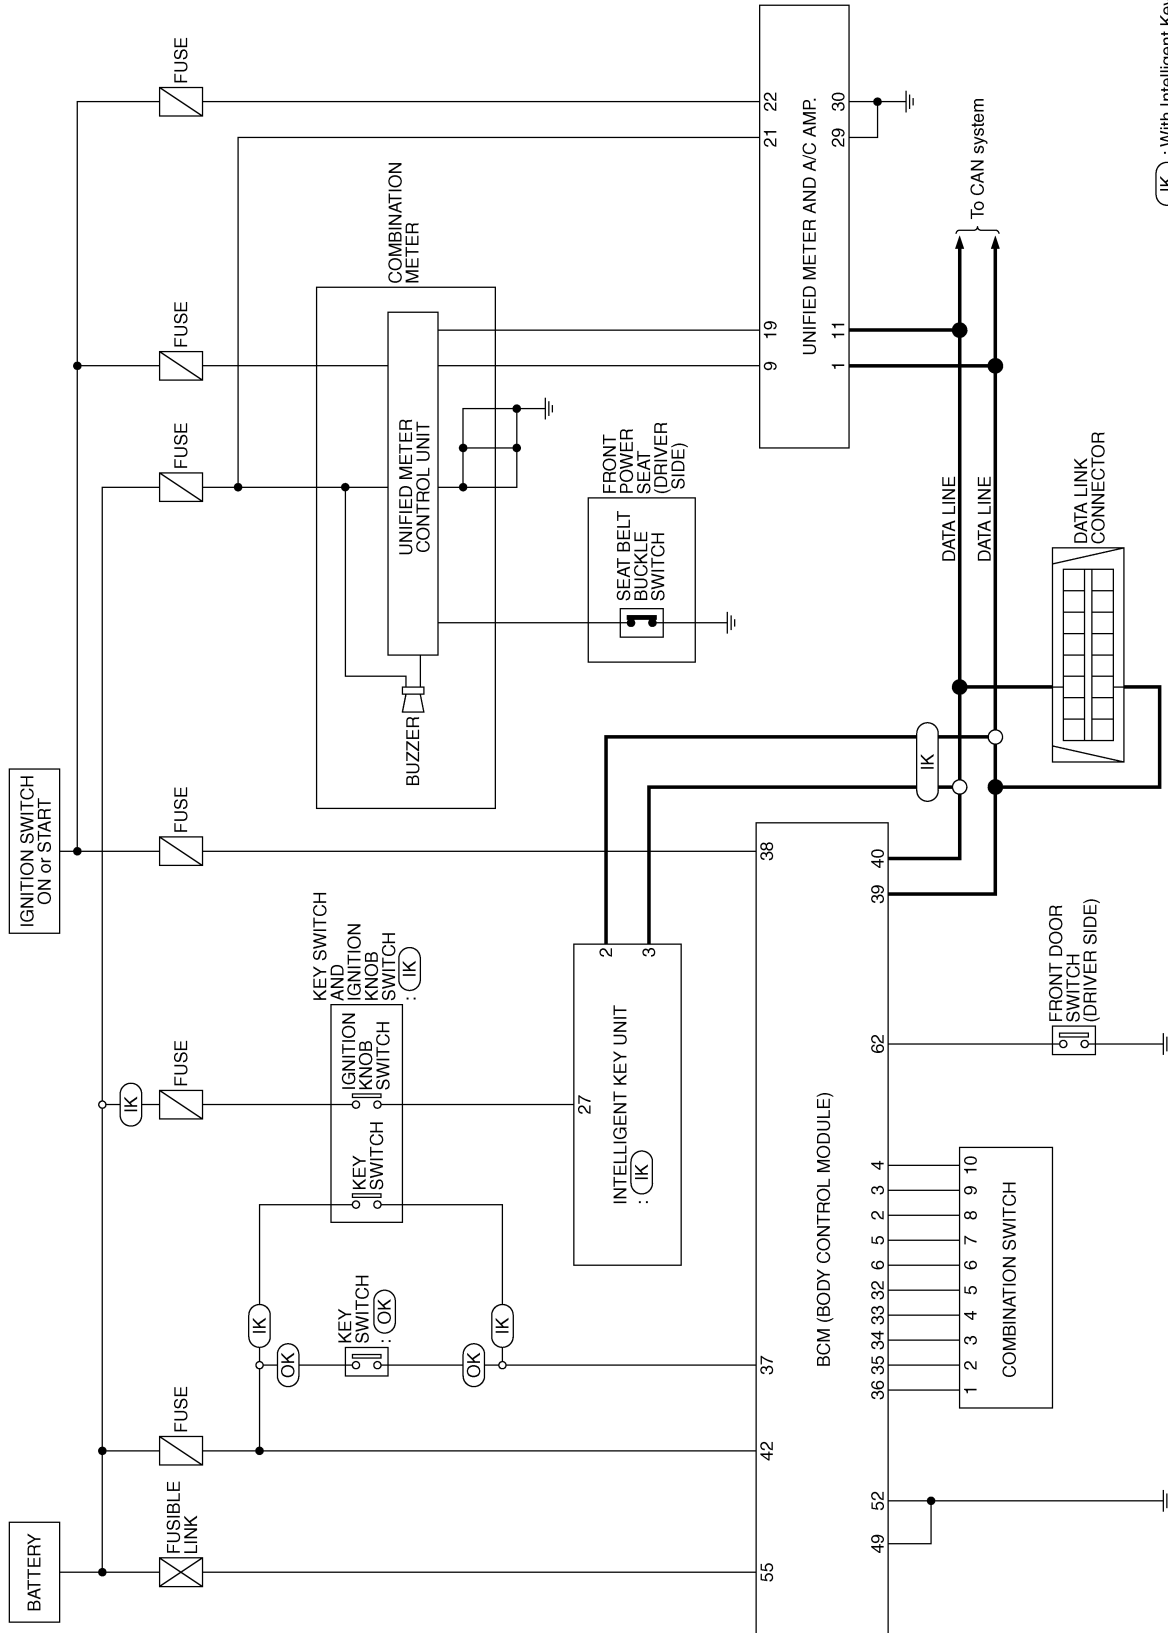 BATTERY
IGNITION SWITCH
ON or START
FUSIBLE
LINK
FUSE
IK
FUSE
FUSE
FUSE
FUSE
FUSE
IK
OK
KEY
SWITCH
: OK
OK
IK
KEY SWITCH
AND
IGNITION
KNOB
SWITCH
: IK
KEY
SWITCH
IGNITION
KNOB
SWITCH
COMBINATION
METER
BUZZER
UNIFIED METER
CONTROL UNIT
27
2
3
INTELLIGENT KEY UNIT
: IK
FRONT
POWER
SEAT
(DRIVER
SIDE)
SEAT BELT
BUCKLE
SWITCH
55
42
37
38
9
19
21
22
BCM (BODY CONTROL MODULE)
UNIFIED METER AND A/C AMP.
49
52
36
35
34
33
32
6
5
2
3
4
62
39
40
1
11
29
30
IK
DATA LINE
DATA LINE
To CAN system
1
2
3
4
5
6
7
8
9
10
COMBINATION SWITCH
FRONT DOOR
SWITCH
(DRIVER SIDE)
DATA LINK
CONNECTOR
IK : With Intelligent Key